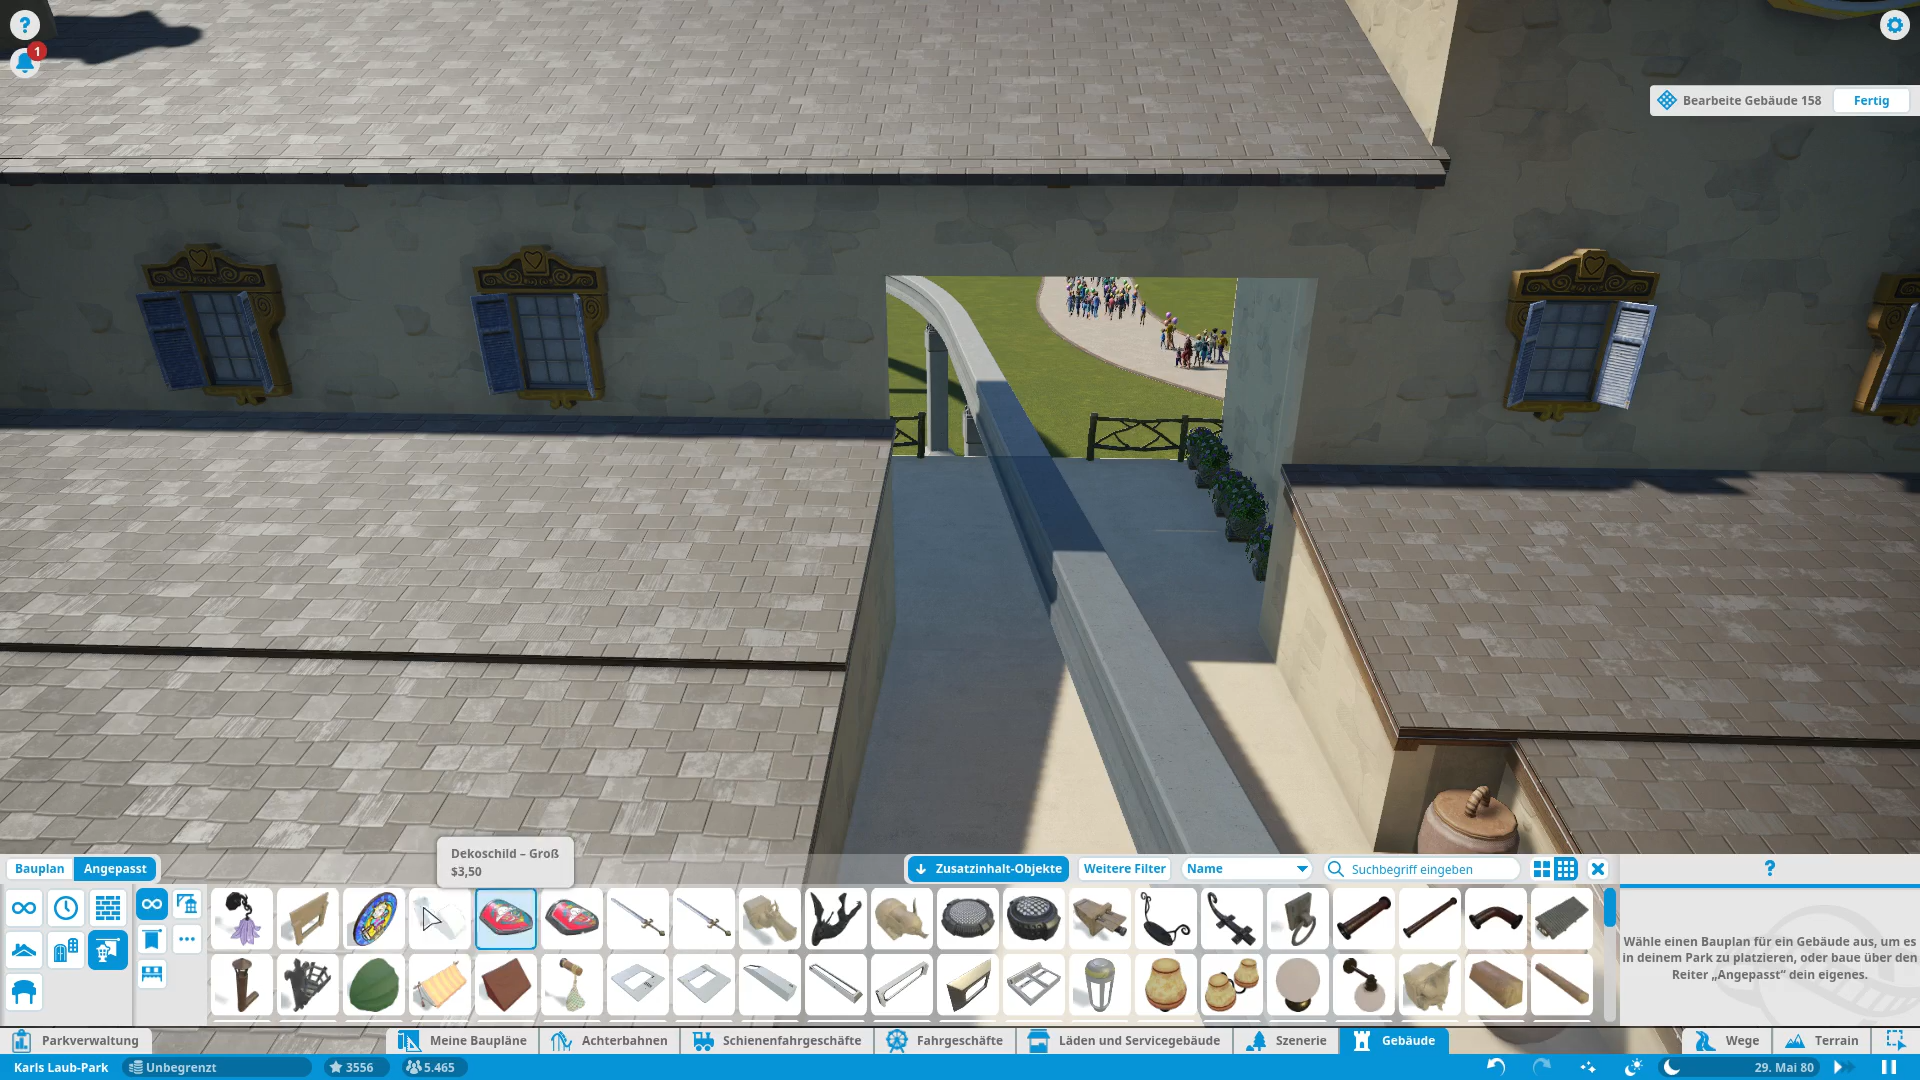 ?
1
Bearbeite Gebäude 158
Fertig
Dekoschild – Groß
$3,50
Bauplan
Angepasst
Zusatzinhalt-Objekte
Weitere Filter
Name
Suchbegriff eingeben
?
Wähle einen Bauplan für ein Gebäude aus, um es
in deinem Park zu platzieren, oder baue über den
Reiter „Angepasst“ dein eigenes.
Parkverwaltung
Meine Baupläne
Achterbahnen
Schienenfahrgeschäfte
Fahrgeschäfte
Läden und Servicegebäude
Szenerie
Gebäude
Wege
Terrain
Karls Laub-Park
Unbegrenzt
3556
5.465
29. Mai 80